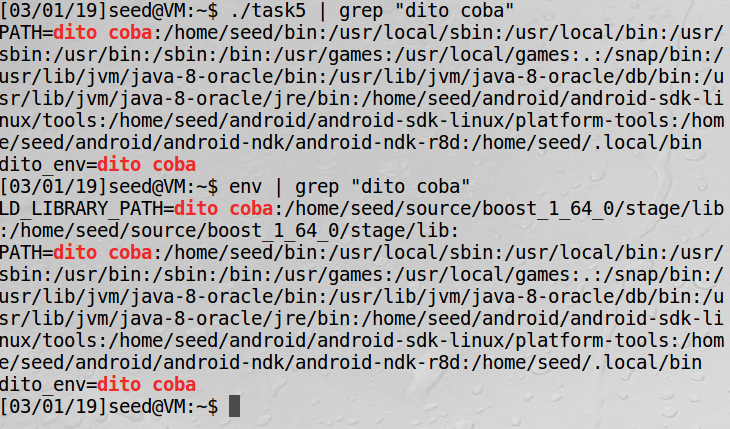 [03/01/19]seed@VM:~$ ./task5 | grep "dito coba"
PATH=dito coba:/home/seed/bin:/usr/local/sbin:/usr/local/bin:/usr/
sbin:/usr/bin:/sbin:/bin:/usr/games:/usr/local/games:.:/snap/bin:/
usr/lib/jvm/java-8-oracle/bin:/usr/lib/jvm/java-8-oracle/db/bin:/u
sr/lib/jvm/java-8-oracle/jre/bin:/home/seed/android/android-sdk-li
nux/tools:/home/seed/android/android-sdk-linux/platform-tools:/hom
e/seed/android/android-ndk/android-ndk-r8d:/home/seed/.local/bin
dito_env=dito coba
[03/01/19]seed@VM:~$ env | grep "dito coba"
LD_LIBRARY_PATH=dito coba:/home/seed/source/boost_1_64_0/stage/lib
:/home/seed/source/boost_1_64_0/stage/lib:
PATH=dito coba:/home/seed/bin:/usr/local/sbin:/usr/local/bin:/usr/
sbin:/usr/bin:/sbin:/bin:/usr/games:/usr/local/games:.:/snap/bin:/
usr/lib/jvm/java-8-oracle/bin:/usr/lib/jvm/java-8-oracle/db/bin:/u
sr/lib/jvm/java-8-oracle/jre/bin:/home/seed/android/android-sdk-li
nux/tools:/home/seed/android/android-sdk-linux/platform-tools:/hom
e/seed/android/android-ndk/android-ndk-r8d:/home/seed/.local/bin
dito_env=dito coba
[03/01/19]seed@VM:~$